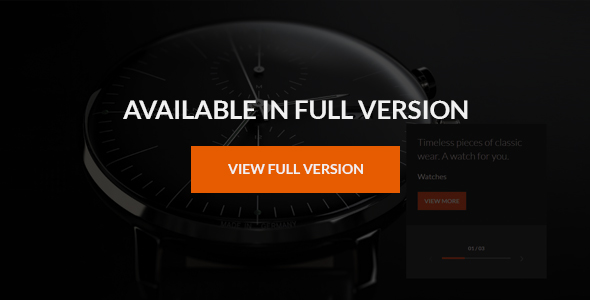 AVAILABLE IN FULL VERSION
VIEW FULL VERSION
Timeless pieces of classic
wear. A watch for you.
Watches
VIEW MORE
01 / 03